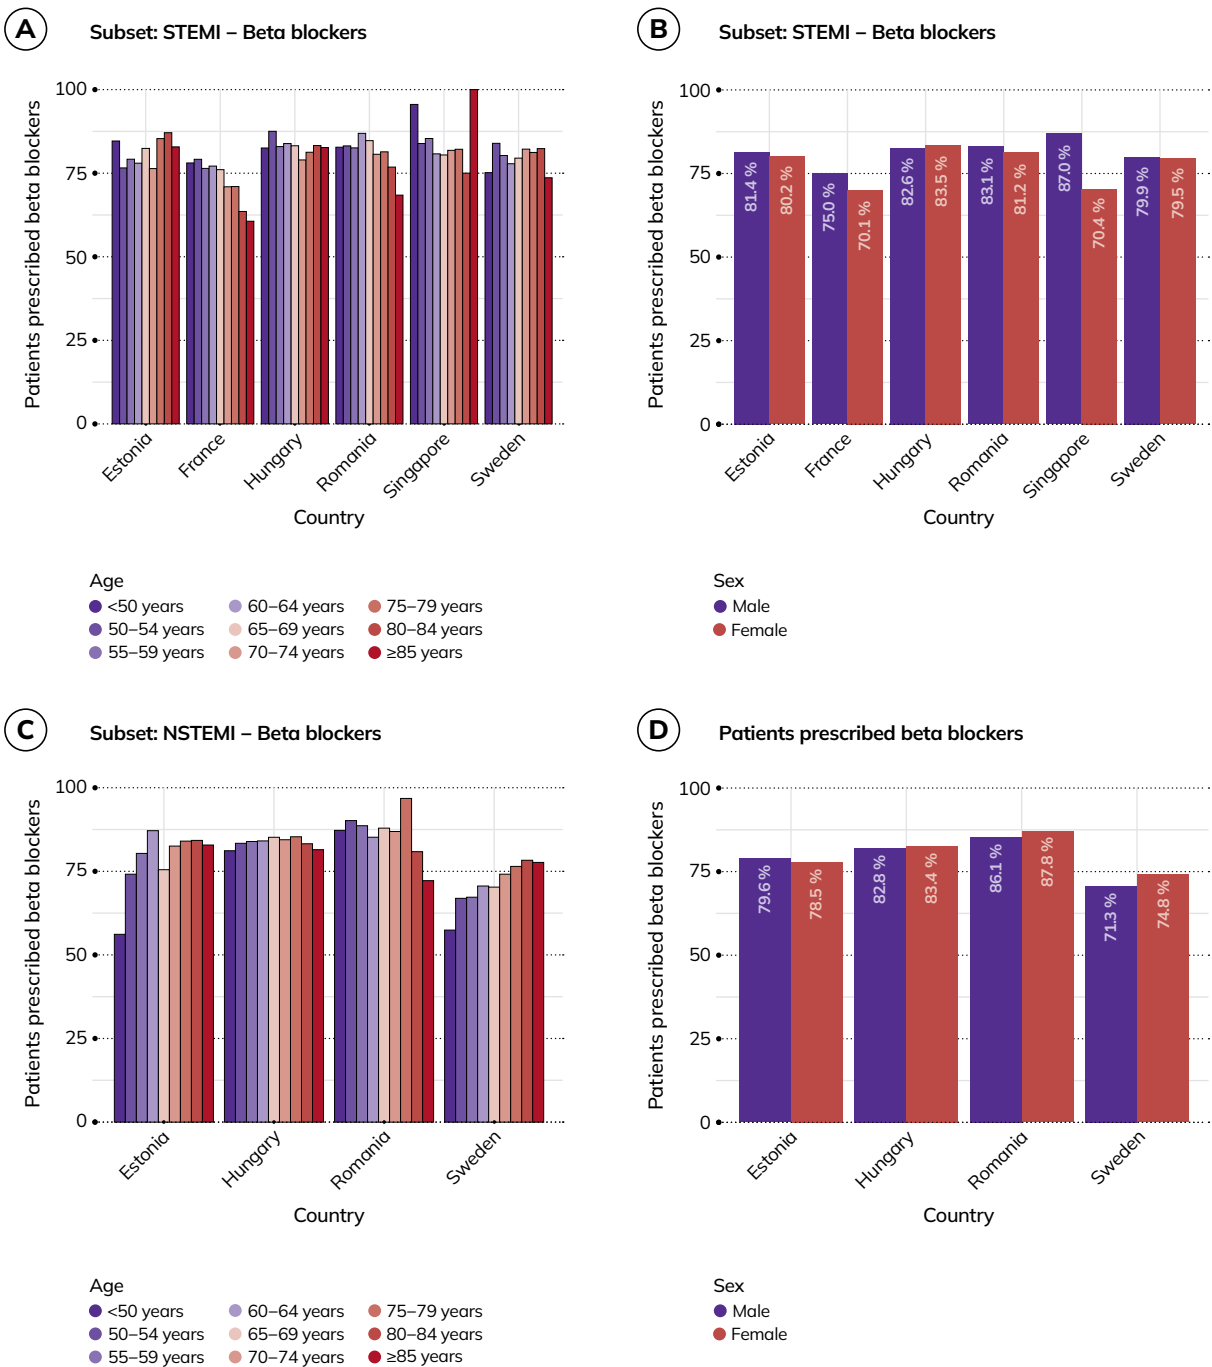 A
Subset: STEMI – Beta blockers
Patients prescribed beta blockers
100
75
50
25
0
Estonia
France
Hungary
Romania
Singapore
Sweden
Country
Age
<50 years
50–54 years
55–59 years
60–64 years
65–69 years
70–74 years
75–79 years
80–84 years
≥85 years
B
Subset: STEMI – Beta blockers
Patients prescribed beta blockers
100
75
50
25
0
81.4 %
80.2 %
75.0 %
70.1 %
82.6 %
83.5 %
83.1 %
81.2 %
87.0 %
70.4 %
79.9 %
79.5 %
Estonia
France
Hungary
Romania
Singapore
Sweden
Country
Sex
Male
Female
C
Subset: NSTEMI – Beta blockers
Patients prescribed beta blockers
100
75
50
25
0
Estonia
Hungary
Romania
Sweden
Country
Age
<50 years
50–54 years
55–59 years
60–64 years
65–69 years
70–74 years
75–79 years
80–84 years
≥85 years
D
Patients prescribed beta blockers
Patients prescribed beta blockers
100
75
50
25
0
79.6 %
78.5 %
82.8 %
83.4 %
86.1 %
87.8 %
71.3 %
74.8 %
Estonia
Hungary
Romania
Sweden
Country
Sex
Male
Female